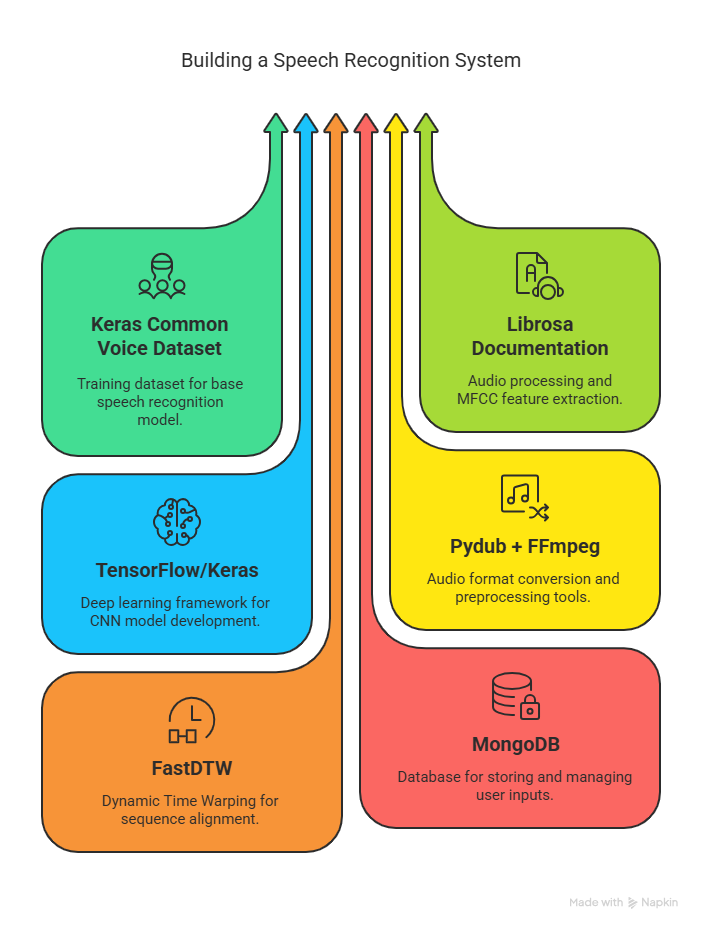 Building a Speech Recognition System
Keras Common
Voice Dataset
Training dataset for base
speech recognition
model.
Librosa
Documentation
Audio processing and
MFCC feature extraction.
TensorFlow/Keras
Deep learning framework for
CNN model development.
Pydub + FFmpeg
Audio format conversion and
preprocessing tools.
FastDTW
Dynamic Time Warping for
sequence alignment.
MongoDB
Database for storing and managing
user inputs.
Made with Napkin